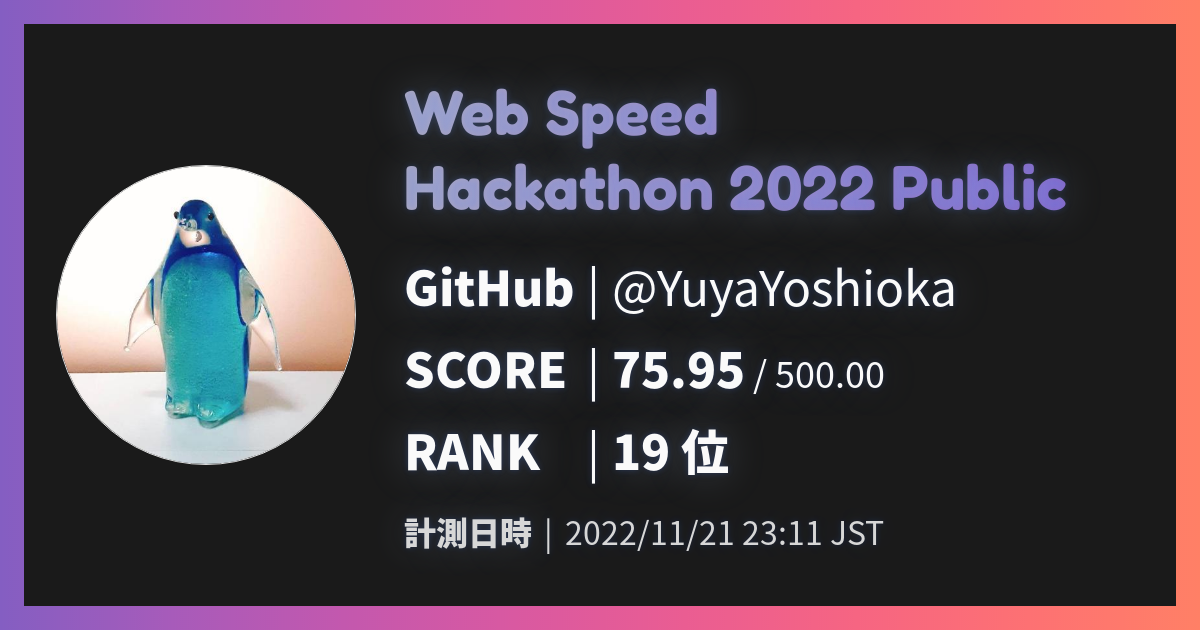 Web Speed
Hackathon 2022 Public
GitHub | @YuyaYoshioka
SCORE | 75.95 / 500.00
RANK | 19 位
計測日時 | 2022/11/21 23:11 JST